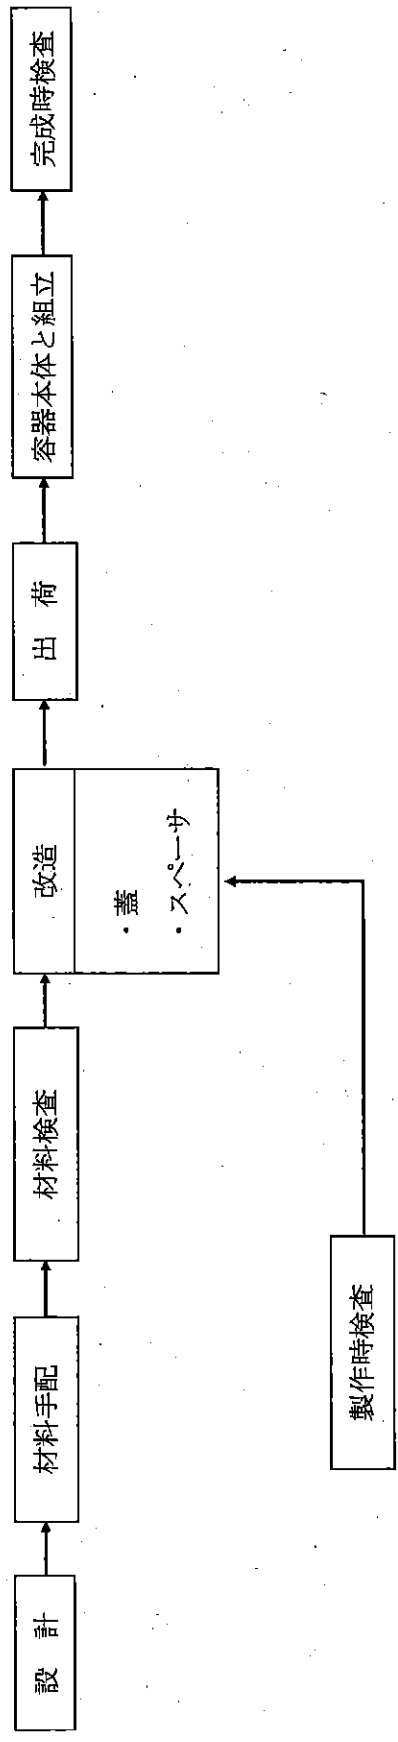 設 計
材料手配
材料検査
改造
・蓋
・スペーサ
出 荷
容器本体と組立
完成時検査
製作時検査